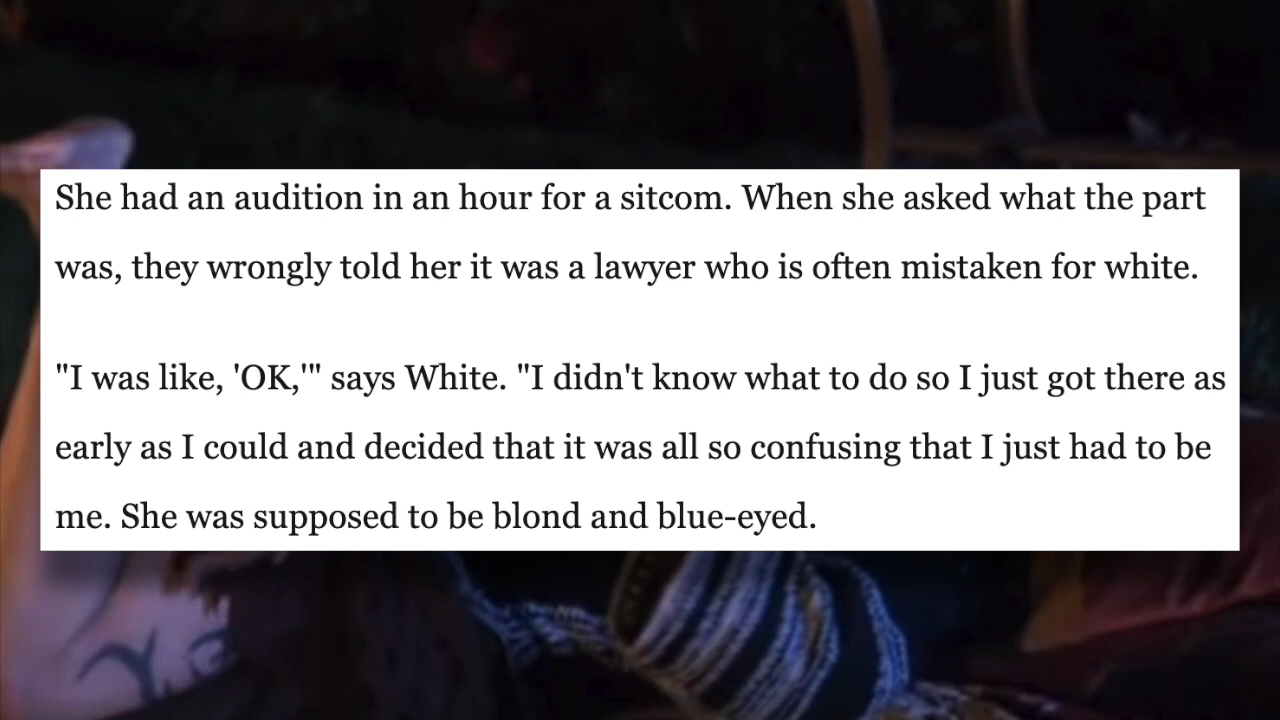 She had an audition in an hour for a sitcom. When she asked what the part
was, they wrongly told her it was a lawyer who is often mistaken for white.
"I was like, 'OK,'" says White. "I didn't know what to do so I just got there as
early as I could and decided that it was all so confusing that I just had to be
me. She was supposed to be blond and blue-eyed.